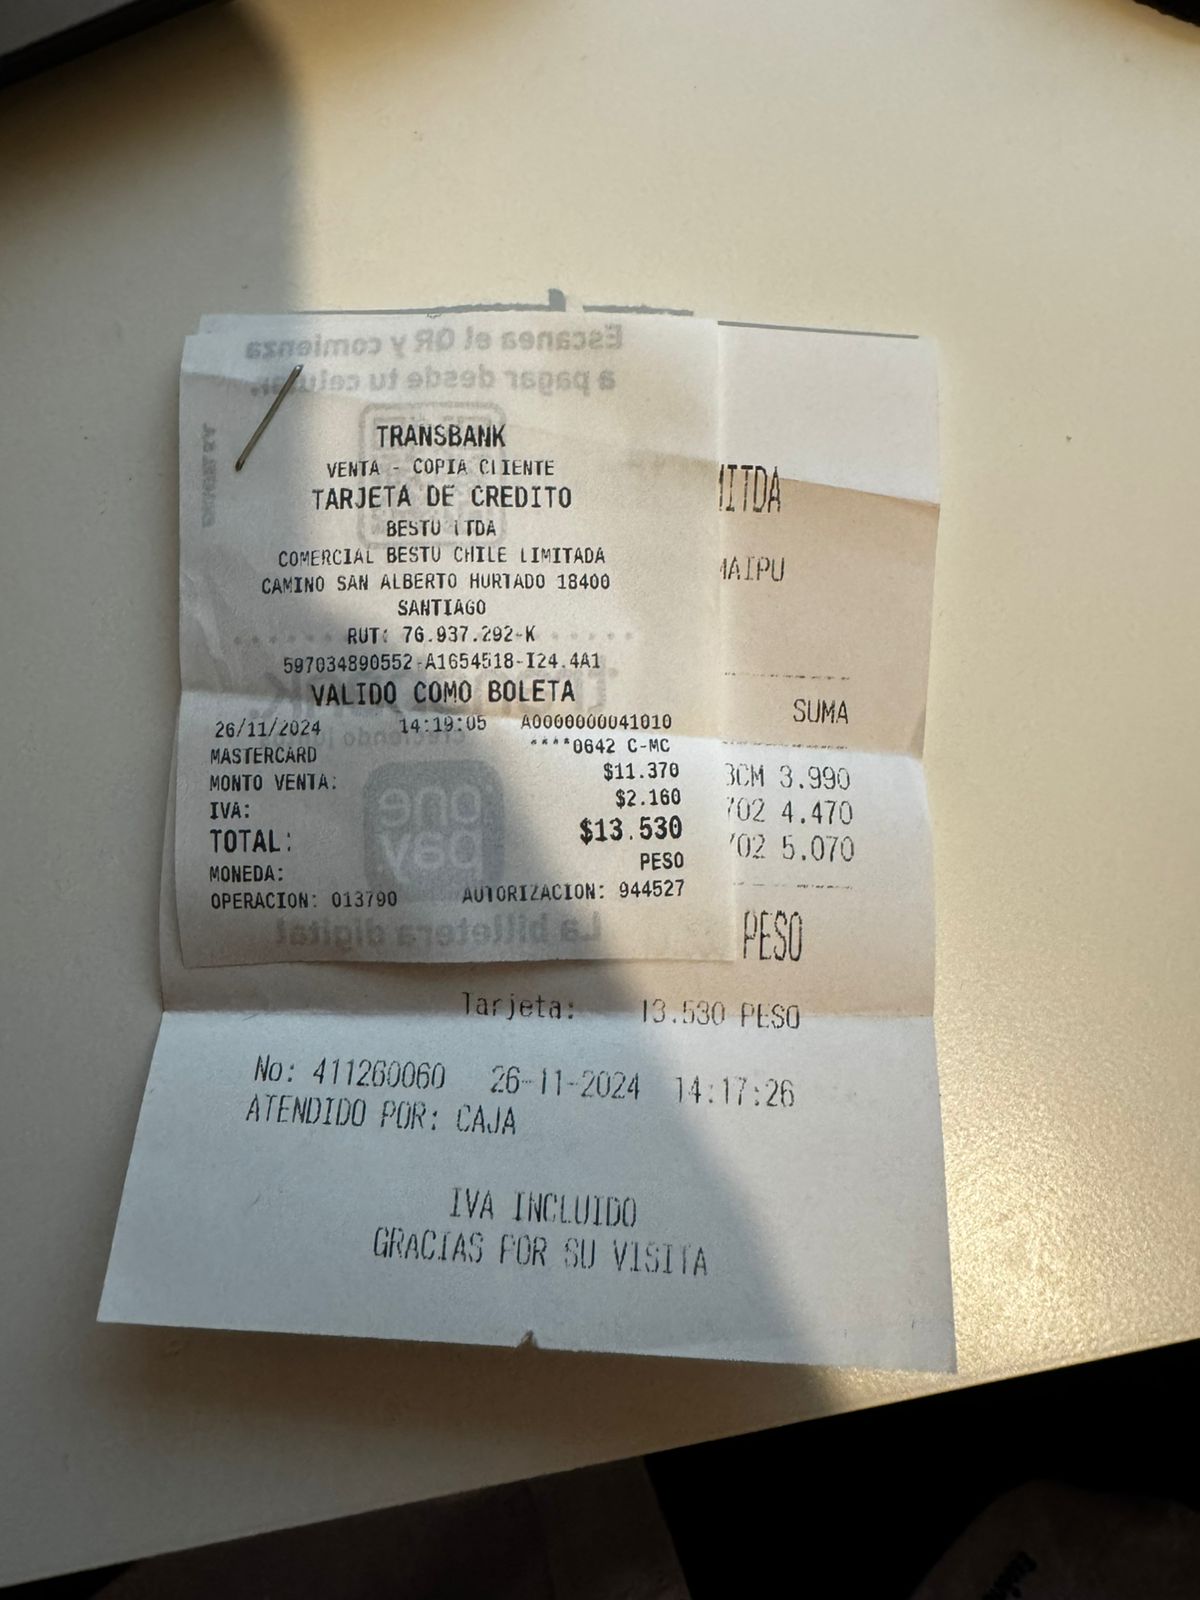 Escanea el QR y comienza
a pagar desde tu celular.
TRANSBANK
VENTA - COPIA CLIENTE
TARJETA DE CREDITO
BESTU LTDA
COMERCIAL BESTU CHILE LIMITADA
CAMINO SAN ALBERTO HURTADO 18400
SANTIAGO
RUT: 76.937.292-K
597034890552-A1654518-I24.4A1
VALIDO COMO BOLETA
26/11/2024 14:19:05 A0000000041010
MASTERCARD ****0642 C-MC
MONTO VENTA: $11.370
IVA: $2.160
TOTAL: $13.530
MONEDA: PESO
OPERACION: 013790 AUTORIZACION: 944527
one
pay
La billetera digital
MAIPU
SUMA
3CM 3.990
702 4.470
702 5.070
PESO
Tarjeta: 13.530 PESO
No: 411260060 26-11-2024 14:17:26
ATENDIDO POR: CAJA
IVA INCLUIDO
GRACIAS POR SU VISITA